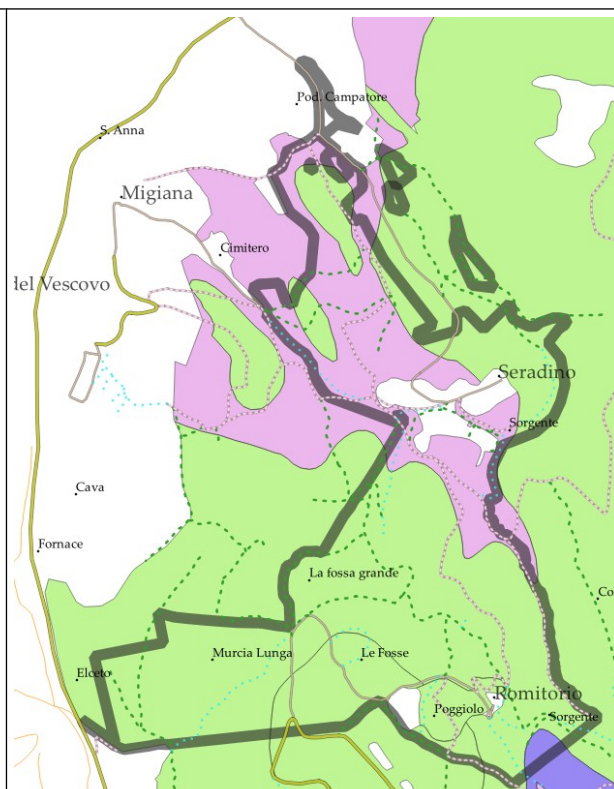 Pod. Campatore
S. Anna
Migiana
Cimitero
del Vescovo
Seradino
Sorgente
Cava
Fornace
La fossa grande
Co
Murcia Lunga
Le Fosse
Elceto
Romitorio
Poggiolo
Sorgente